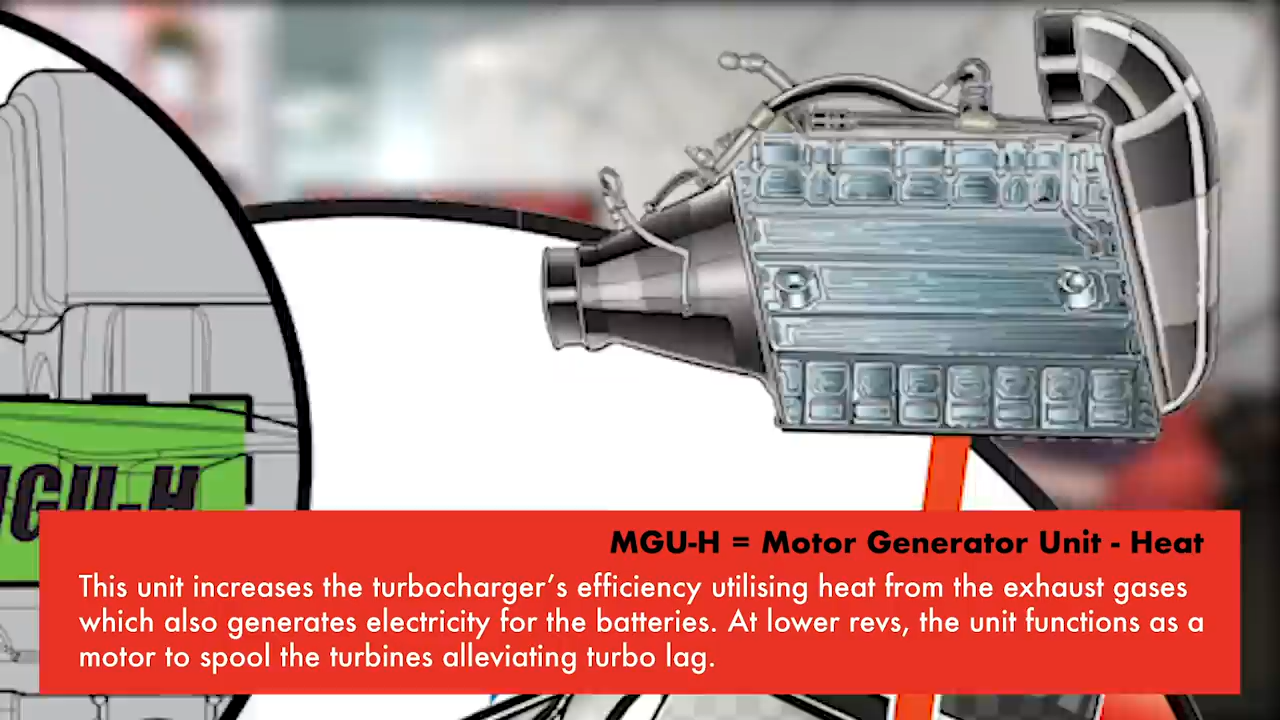 MGU-H
MGU-H = Motor Generator Unit - Heat
This unit increases the turbocharger's efficiency utilising heat from the exhaust gases
which also generates electricity for the batteries. At lower revs, the unit functions as a
motor to spool the turbines alleviating turbo lag.